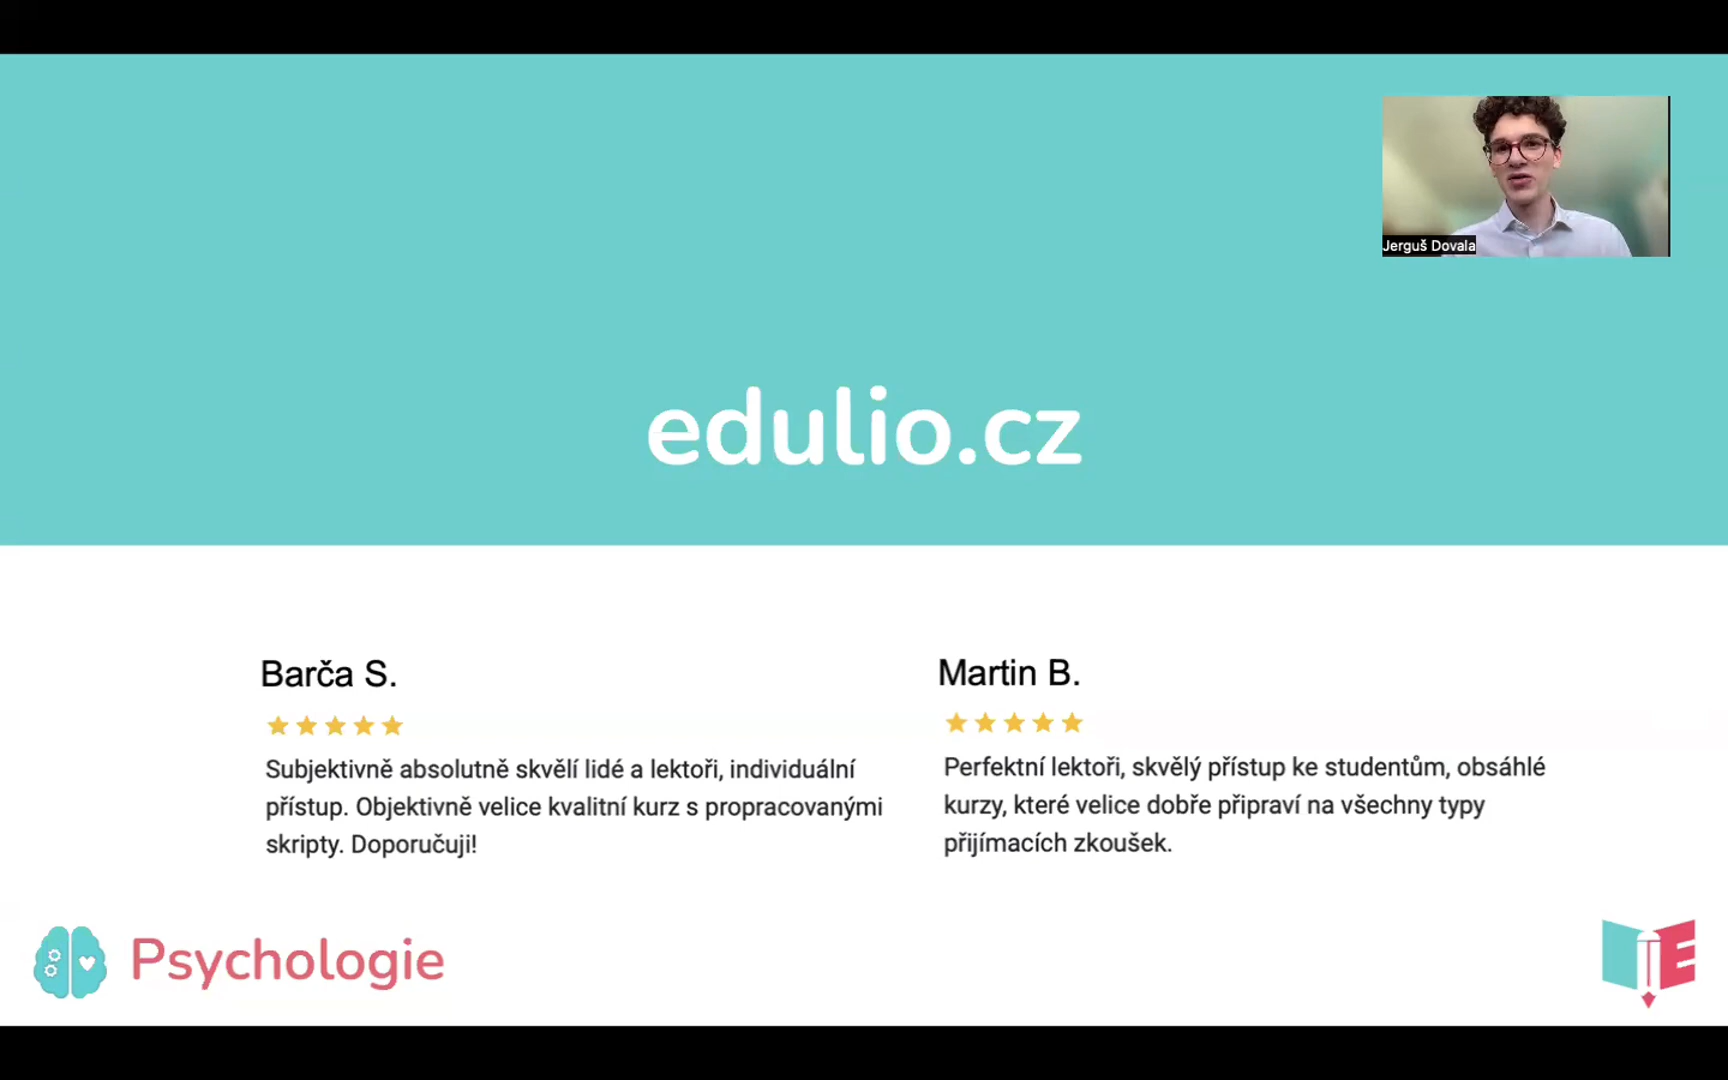 Jerguš Dovala
edulio.cz
Barča S.
Subjektivně absolutně skvělí lidé a lektoři, individuální
přístup. Objektivně velice kvalitní kurz s propracovanými
skripty. Doporučuji!
Martin B.
Perfektní lektoři, skvělý přístup ke studentům, obsáhlé
kurzy, které velice dobře připraví na všechny typy
přijímacích zkoušek.
Psychologie
E